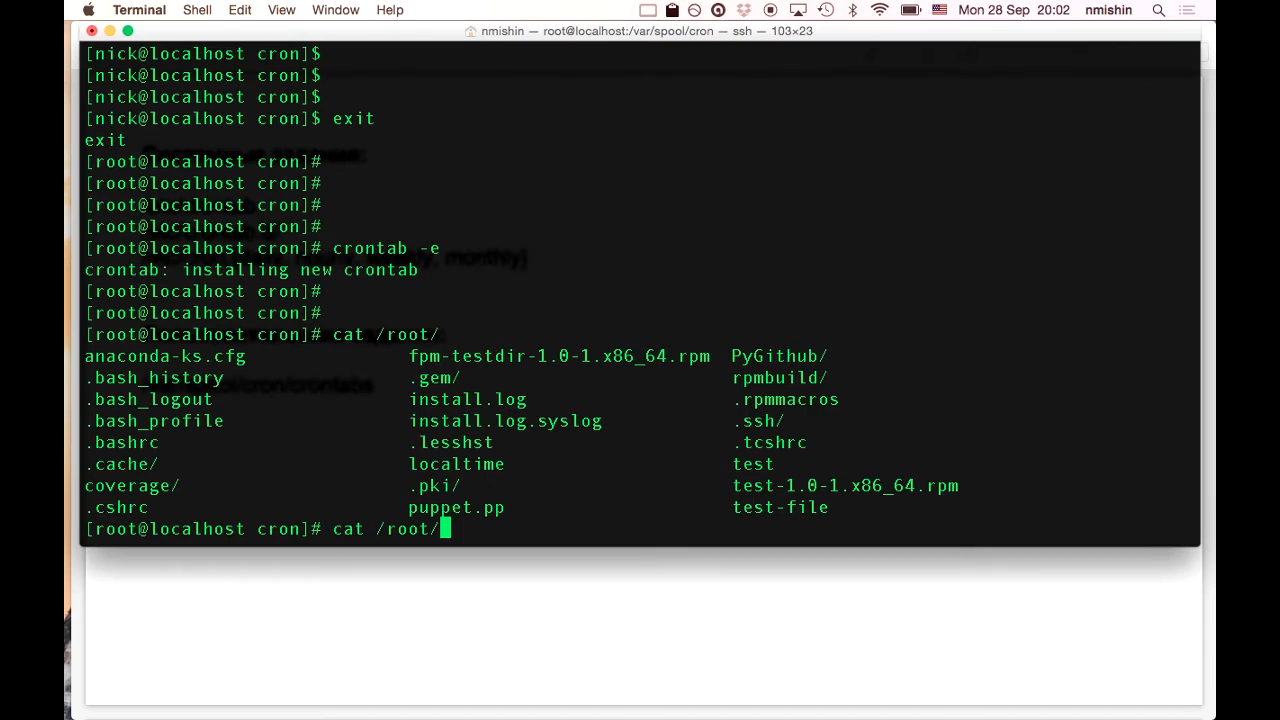 Terminal Shell Edit View Window Help Mon 28 Sep 20:02 nmishin
nmishin — root@localhost:/var/spool/cron — ssh — 103×23
[nick@localhost cron]$
[nick@localhost cron]$
[nick@localhost cron]$
[nick@localhost cron]$ exit
exit
[root@localhost cron]#
[root@localhost cron]#
[root@localhost cron]#
[root@localhost cron]#
[root@localhost cron]# crontab -e
crontab: installing new crontab
monthly]
[root@localhost cron]#
[root@localhost cron]#
[root@localhost cron]# cat /root/
anaconda-ks.cfg fpm-testdir-1.0-1.x86_64.rpm PyGithub/
.bash_history .gem/ rpmbuild/
spool/cron/crontabs
.bash_logout install.log .rpmmacros
.bash_profile install.log.syslog .ssh/
.bashrc .lesshst .tcshrc
.cache/ localtime test
coverage/ .pki/ test-1.0-1.x86_64.rpm
.cshrc puppet.pp test-file
[root@localhost cron]# cat /root/